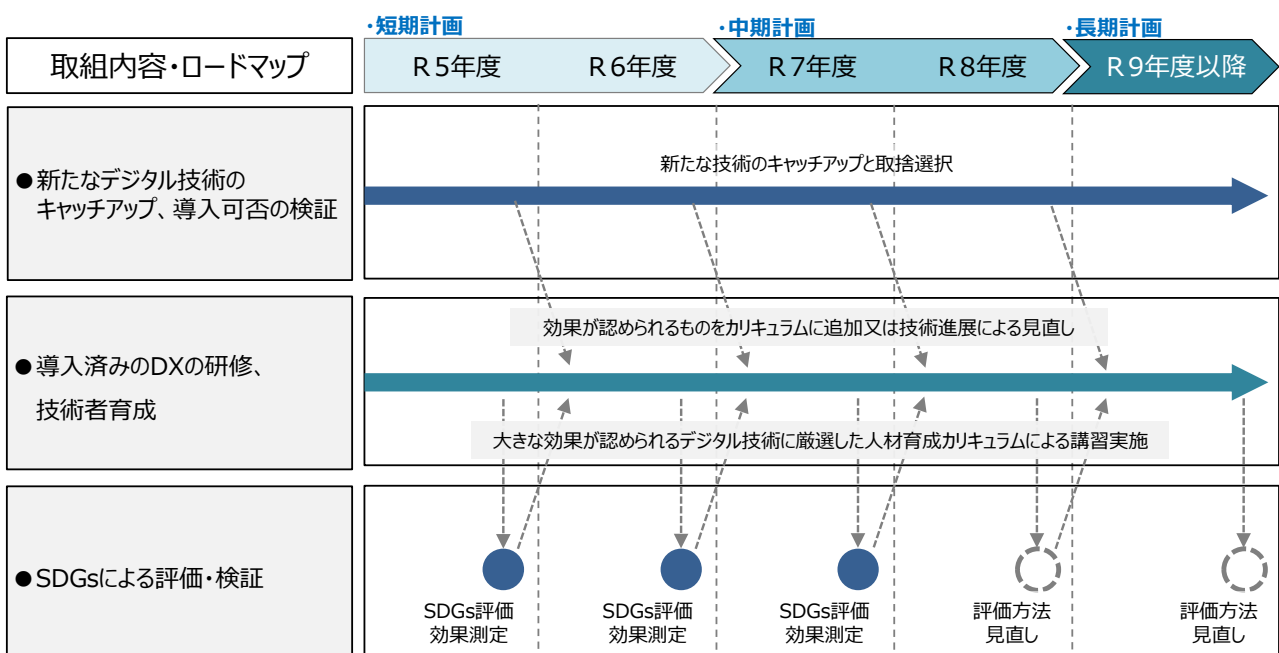 ・短期計画
・中期計画
・長期計画
取組内容・ロードマップ
R5年度
R6年度
R7年度
R8年度
R9年度以降
●新たなデジタル技術の
キャッチアップ、導入可否の検証
新たな技術のキャッチアップと取捨選択
効果が認められるものをカリキュラムに追加又は技術進展による見直し
●導入済みのDXの研修、
技術者育成
大きな効果が認められるデジタル技術に厳選した人材育成カリキュラムによる講習実施
●SDGsによる評価・検証
SDGs評価
効果測定
SDGs評価
効果測定
SDGs評価
効果測定
評価方法
見直し
評価方法
見直し